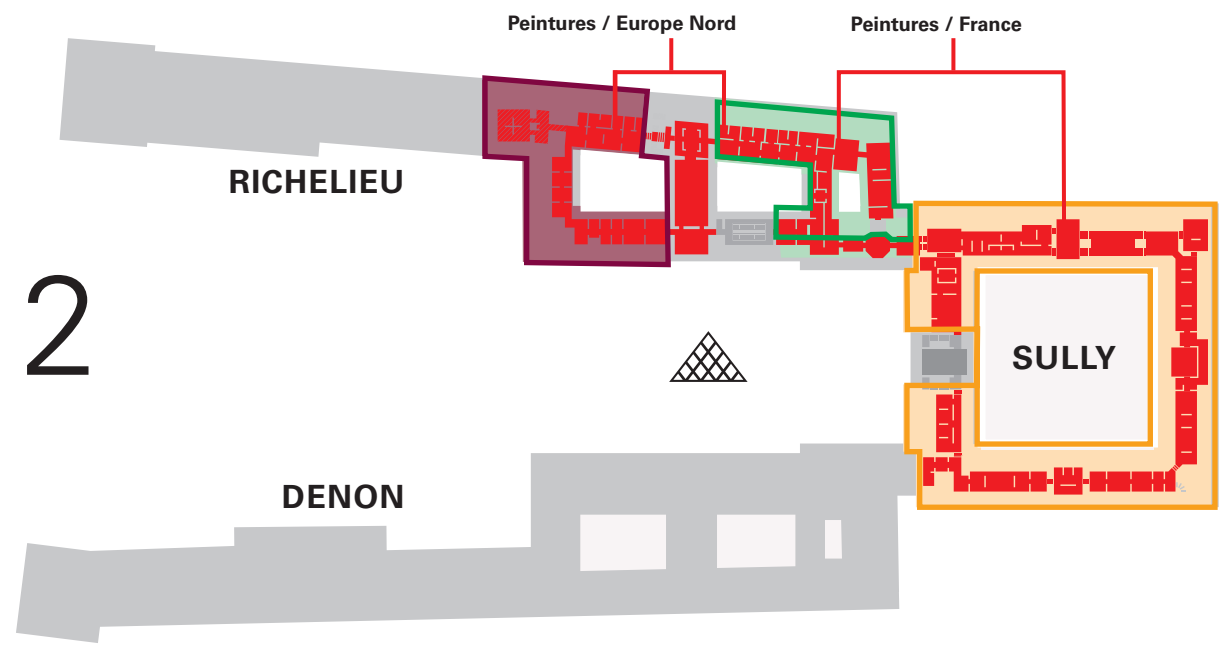 Peintures / Europe Nord
Peintures / France
RICHELIEU
2
SULLY
DENON